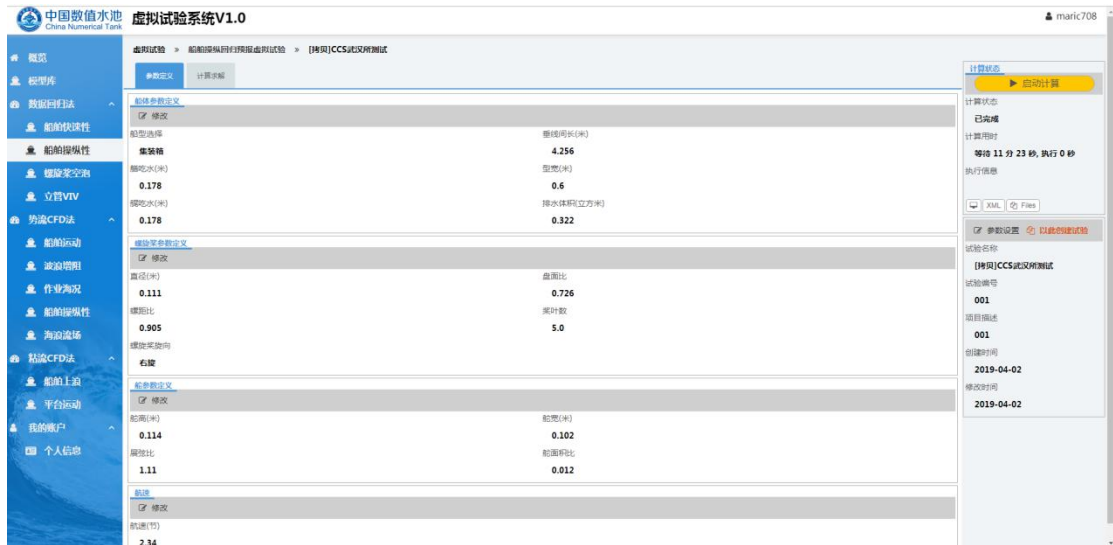 中国数值水池
China Numerical Tank
虚拟试验系统V1.0
maric708
概览
模型库
数据回归法
船舶快速性
船舶操纵性
螺旋桨空泡
立管VIV
势流CFD法
船舶运动
波浪增阻
作业海况
船舶操纵性
海浪流场
粘流CFD法
船舶上浪
平台运动
我的账户
个人信息
虚拟试验 » 船舶操纵回归预报虚拟试验 » [拷贝]CCS武汉所测试
参数定义
计算求解
船体参数定义
修改
船型选择
垂线间长(米)
集装箱
4.256
艏吃水(米)
型宽(米)
0.178
0.6
艉吃水(米)
排水体积(立方米)
0.178
0.322
螺旋桨参数定义
修改
直径(米)
盘面比
0.111
0.726
螺距比
桨叶数
0.905
5.0
螺旋桨旋向
右旋
舵参数定义
修改
舵高(米)
舵宽(米)
0.114
0.102
展弦比
舵面积比
1.11
0.012
航速
修改
航速(节)
2.34
计算状态
启动计算
计算状态
已完成
计算用时
等待 11 分 23 秒, 执行 0 秒
执行信息
XML Files
参数设置 以此创建试验
试验名称
[拷贝]CCS武汉所测试
试验编号
001
项目描述
001
创建时间
2019-04-02
修改时间
2019-04-02